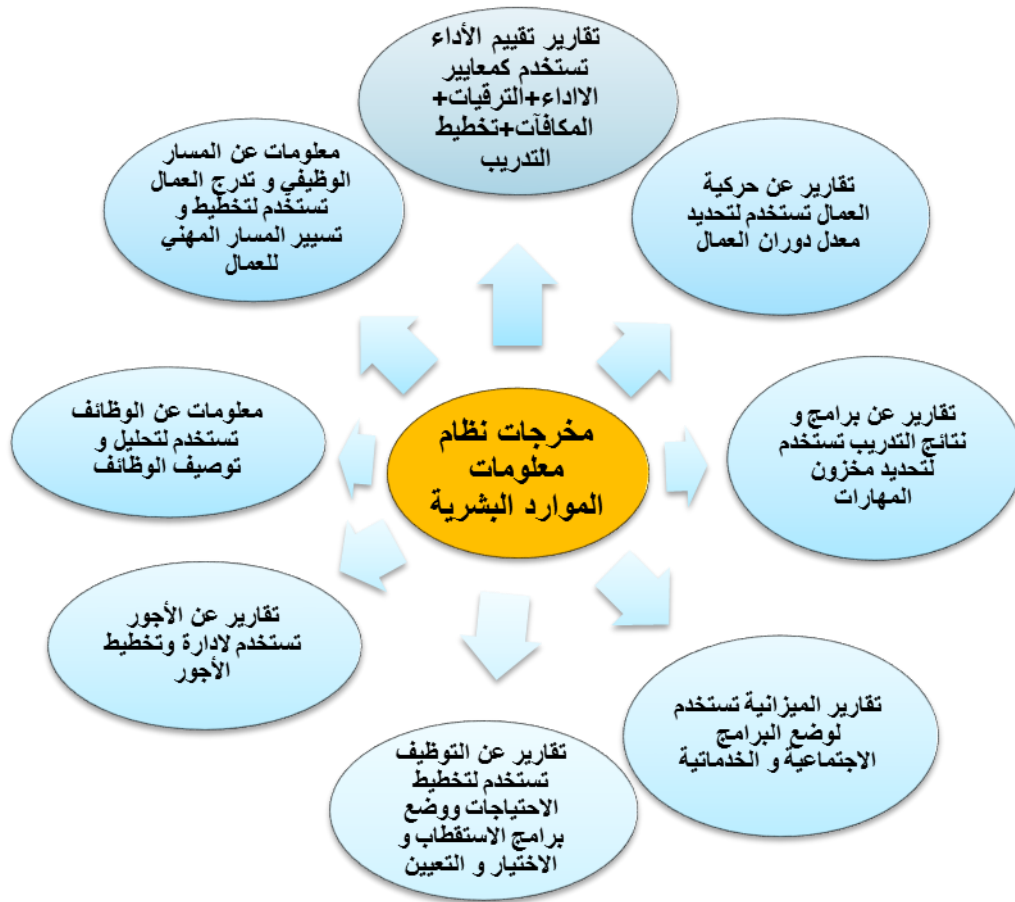 تقارير تقييم الأداء
تستخدم كمعايير
الااداء+الترقيات+
المكافآت+تخطيط
التدريب
تقارير عن حركية
العمال تستخدم لتحديد
معدل دوران العمال
تقارير عن برامج و
نتائج التدريب تستخدم
لتحديد مخزون
المهارات
تقارير الميزانية تستخدم
لوضع البرامج
الاجتماعية و الخدماتية
تقارير عن التوظيف
تستخدم لتخطيط
الاحتياجات ووضع
برامج الاستقطاب و
الاختيار و التعيين
تقارير عن الأجور
تستخدم لادارة وتخطيط
الأجور
معلومات عن الوظائف
تستخدم لتحليل و
توصيف الوظائف
معلومات عن المسار
الوظيفي و تدرج العمال
تستخدم لتخطيط و
تسيير المسار المهني
للعمال
مخرجات نظام
معلومات
الموارد البشرية